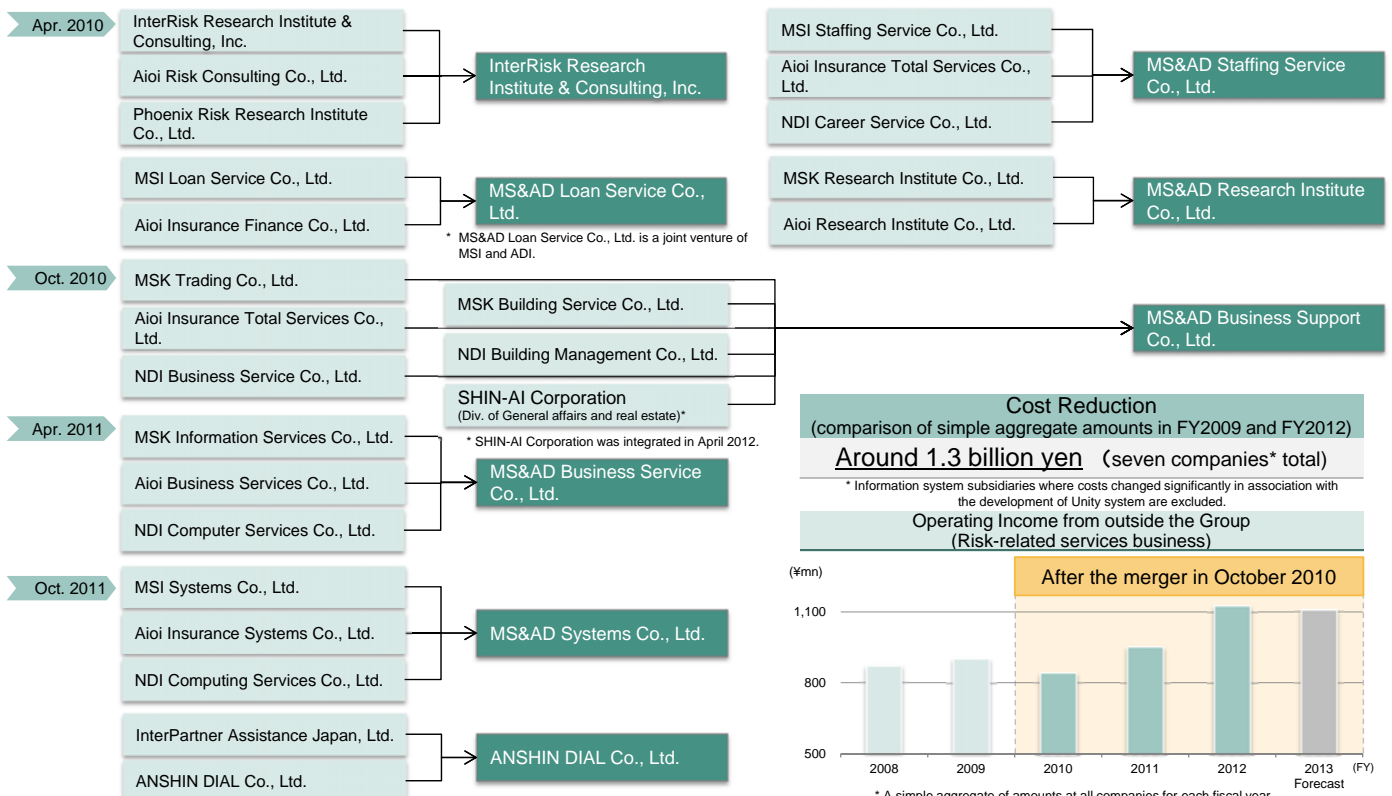 Apr. 2010
InterRisk Research Institute &
Consulting, Inc.
Aioi Risk Consulting Co., Ltd.
Phoenix Risk Research Institute
Co., Ltd.
InterRisk Research
Institute & Consulting, Inc.
MSI Loan Service Co., Ltd.
Aioi Insurance Finance Co., Ltd.
MS&AD Loan Service Co.,
Ltd.
* MS&AD Loan Service Co., Ltd. is a joint venture of
MSI and ADI.
MSI Staffing Service Co., Ltd.
Aioi Insurance Total Services Co.,
Ltd.
NDI Career Service Co., Ltd.
MS&AD Staffing Service
Co., Ltd.
MSK Research Institute Co., Ltd.
Aioi Research Institute Co., Ltd.
MS&AD Research Institute
Co., Ltd.
Oct. 2010
MSK Trading Co., Ltd.
Aioi Insurance Total Services Co.,
Ltd.
NDI Business Service Co., Ltd.
MSK Building Service Co., Ltd.
NDI Building Management Co., Ltd.
SHIN-AI Corporation
(Div. of General affairs and real estate)*
* SHIN-AI Corporation was integrated in April 2012.
MS&AD Business Support
Co., Ltd.
Apr. 2011
MSK Information Services Co., Ltd.
Aioi Business Services Co., Ltd.
NDI Computer Services Co., Ltd.
MS&AD Business Service
Co., Ltd.
Oct. 2011
MSI Systems Co., Ltd.
Aioi Insurance Systems Co., Ltd.
NDI Computing Services Co., Ltd.
MS&AD Systems Co., Ltd.
InterPartner Assistance Japan, Ltd.
ANSHIN DIAL Co., Ltd.
ANSHIN DIAL Co., Ltd.
Cost Reduction
(comparison of simple aggregate amounts in FY2009 and FY2012)
Around 1.3 billion yen (seven companies* total)
* Information system subsidiaries where costs changed significantly in association with
the development of Unity system are excluded.
Operating Income from outside the Group
(Risk-related services business)
(¥mn)
After the merger in October 2010
1,100
800
500
2008 2009 2010 2011 2012 2013 (FY)
Forecast
* A simple aggregate of amounts at all companies for each fiscal year